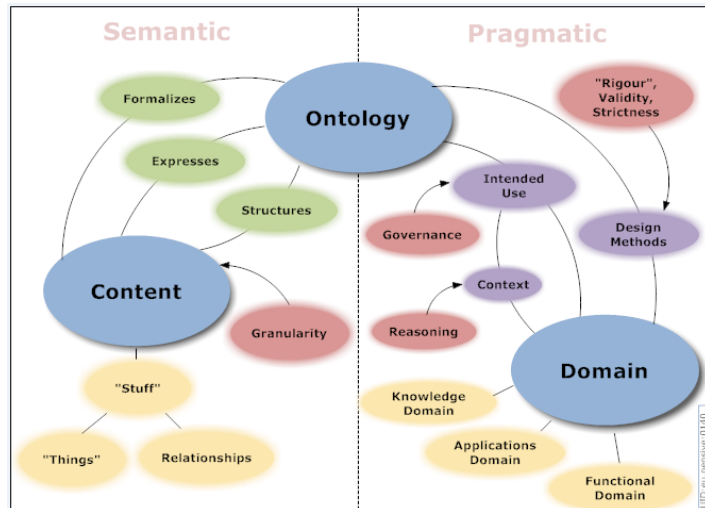 Semantic
Pragmatic
Formalizes
Ontology
"Rigour",
Validity,
Strictness
Expresses
Intended
Use
Structures
Governance
Design
Methods
Content
Context
Granularity
Reasoning
Domain
"Stuff"
Knowledge
Domain
"Things"
Relationships
Applications
Domain
Functional
Domain